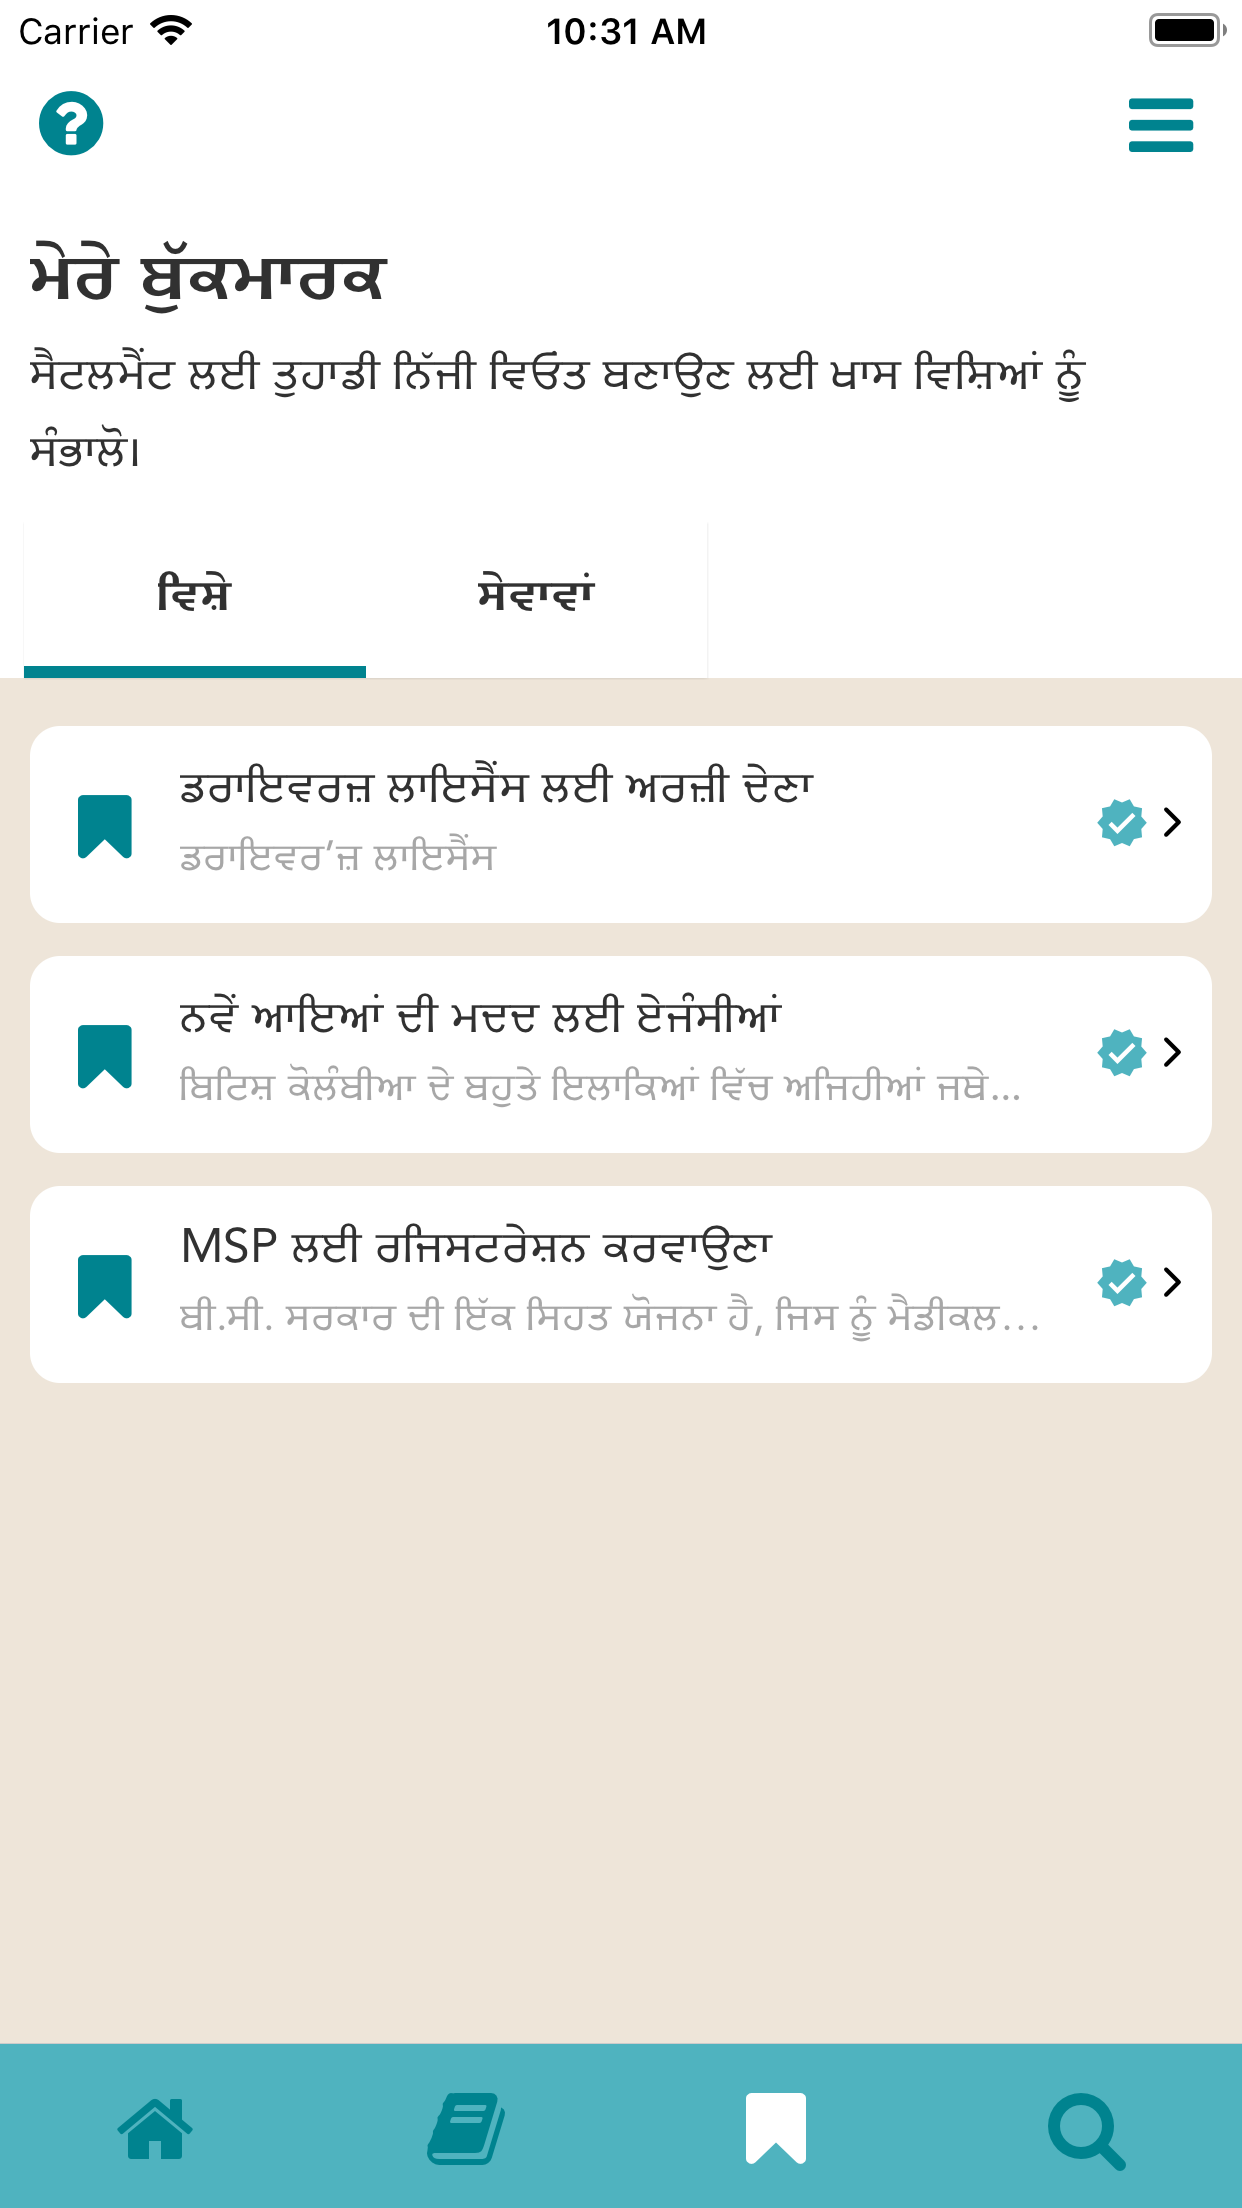 Carrier
10:31 AM
ਮੇਰੇ ਬੁੱਕਮਾਰਕ
ਸੈਟਲਮੈਂਟ ਲਈ ਤੁਹਾਡੀ ਨਿੱਜੀ ਵਿਓਂਤ ਬਣਾਉਣ ਲਈ ਖਾਸ ਵਿਸ਼ਿਆਂ ਨੂੰ
ਸੰਭਾਲੋ।
ਵਿਸ਼ੇ
ਸੇਵਾਵਾਂ
ਡਰਾਇਵਰਜ਼ ਲਾਇਸੈਂਸ ਲਈ ਅਰਜ਼ੀ ਦੇਣਾ
ਡਰਾਇਵਰ’ਜ਼ ਲਾਇਸੈਂਸ
ਨਵੇਂ ਆਇਆਂ ਦੀ ਮਦਦ ਲਈ ਏਜੰਸੀਆਂ
ਬਿਟਿਸ਼ ਕੋਲੰਬੀਆ ਦੇ ਬਹੁਤੇ ਇਲਾਕਿਆਂ ਵਿੱਚ ਅਜਿਹੀਆਂ ਜਥੇ...
MSP ਲਈ ਰਜਿਸਟਰੇਸ਼ਨ ਕਰਵਾਉਣਾ
ਬੀ.ਸੀ. ਸਰਕਾਰ ਦੀ ਇੱਕ ਸਿਹਤ ਯੋਜਨਾ ਹੈ, ਜਿਸ ਨੂੰ ਮੈਡੀਕਲ...